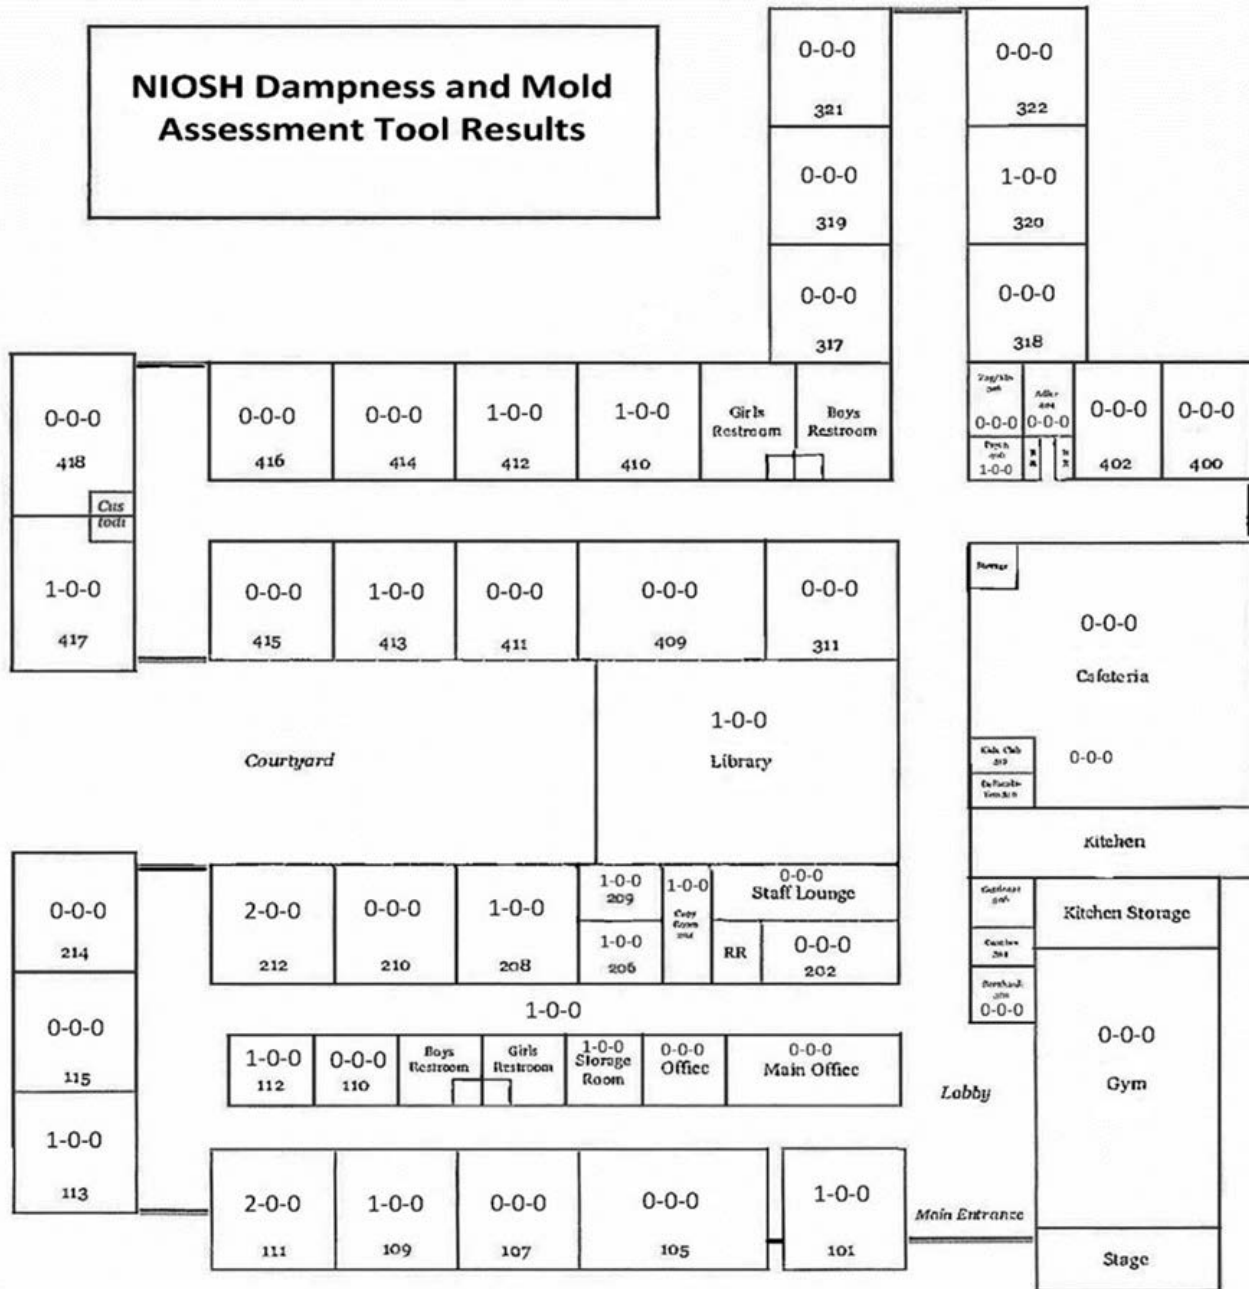 NIOSH Dampness and Mold
Assessment Tool Results
0-0-0
321
0-0-0
322
0-0-0
319
1-0-0
320
0-0-0
317
0-0-0
318
0-0-0
418
0-0-0
416
0-0-0
414
1-0-0
412
1-0-0
410
Girls
Restroom
Boys
Restroom
0-0-0
0-0-0
1-0-0
0-0-0
402
0-0-0
400
Cus
todi
1-0-0
417
0-0-0
415
1-0-0
413
0-0-0
411
0-0-0
409
0-0-0
311
Storage
0-0-0
Cafeteria
0-0-0
Courtyard
1-0-0
Library
Kitchen
0-0-0
214
2-0-0
212
0-0-0
210
1-0-0
208
1-0-0
209
1-0-0
206
1-0-0
Copy
Room
0-0-0
Staff Lounge
RR
0-0-0
202
Kitchen Storage
0-0-0
0-0-0
115
1-0-0
1-0-0
112
0-0-0
110
Boys
Restroom
Girls
Restroom
1-0-0
Storage
Room
0-0-0
Office
0-0-0
Main Office
Lobby
0-0-0
Gym
1-0-0
113
2-0-0
111
1-0-0
109
0-0-0
107
0-0-0
105
1-0-0
101
Main Entrance
Stage